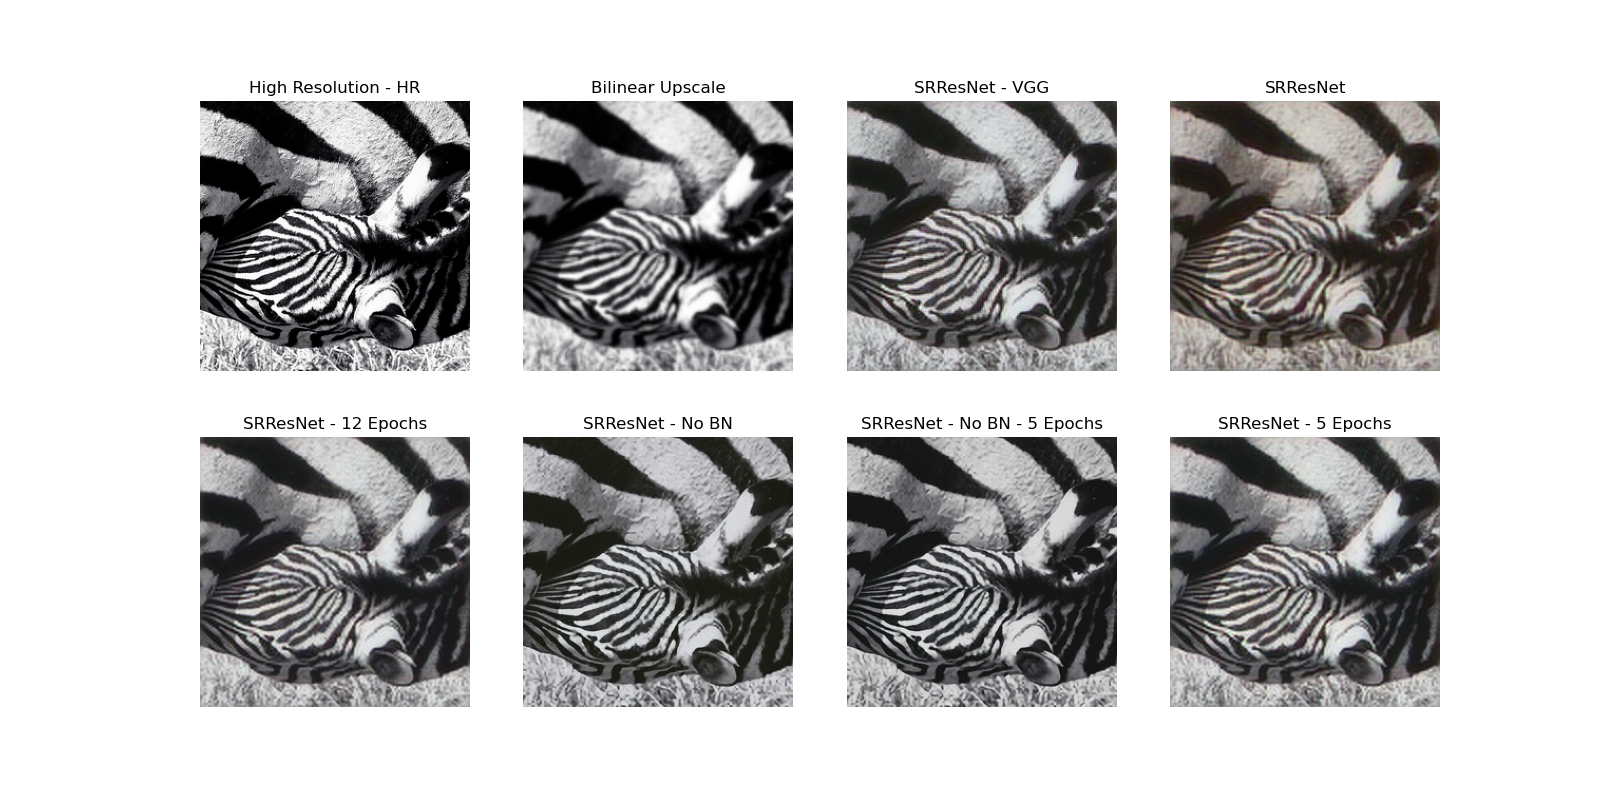 High Resolution - HR
Bilinear Upscale
SRResNet - VGG
SRResNet
SRResNet - 12 Epochs
SRResNet - No BN
SRResNet - No BN - 5 Epochs
SRResNet - 5 Epochs